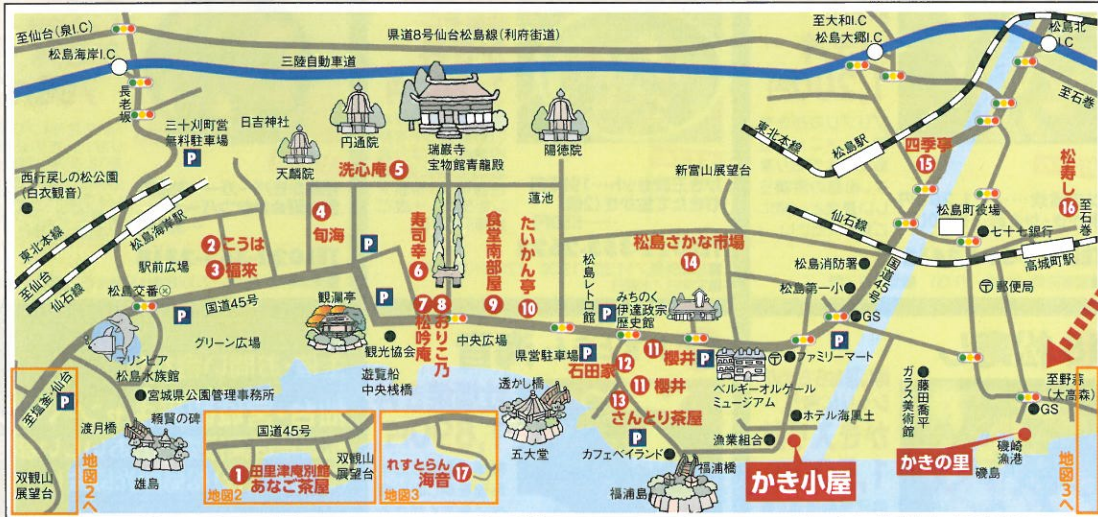 至仙台(泉I.C)
松島海岸I.C
県道8号仙台松島線(利府街道)
三陸自動車道
至大和I.C
松島大郷I.C
松島北
I.C
至石巻
長老坂
三十刈町営
無料駐車場
P
日吉神社
天麟院
円通院
瑞巌寺
宝物館青龍殿
陽徳院
洗心庵 5
蓮池
新富山展望台
東北本線
松島駅
四季亭
15
松寿し
16
至石巻
西行戻しの松公園
(白衣観音)
東北本線
至仙台
仙石線
松島海岸駅
駅前広場
2 こうは
3 福來
4
旬海
P
寿司幸
6
食堂南部屋
9
たいかん亭
10
松島さかな市場
14
仙石線
松島町役場
七十七銀行
高城町駅
松島消防署
松島第一小
国道45号
〒郵便局
GS
松島交番
国道45号
P
グリーン広場
観瀾亭
P
観光協会
7
松吟庵
8
おりこ乃
中央広場
松島レトロ館
P
みちのく
伊達政宗
歴史館
県営駐車場
P
石田家
12
11 櫻井
P
11 櫻井
13
さんとり茶屋
P
ベルギーオルゲール
ミュージアム
〒
ファミリーマート
ホテル海風土
漁業組合
藤田喬平
ガラス美術館
至野蒜
(大高森)
GS
マリンピア
松島水族館
宮城県公園管理事務所
遊覧船
中央桟橋
透かし橋
五大堂
カフェベイランド
福浦橋
福浦島
かき小屋
かきの里
磯崎
漁港
磯島
地図3へ
至塩釜・仙台
P
双観山
展望台
地図2へ
渡月橋
頼賢の碑
雄島
国道45号
双観山
展望台
1 田里津庵別館
あなご茶屋
地図2
れすとらん
海音
17
地図3